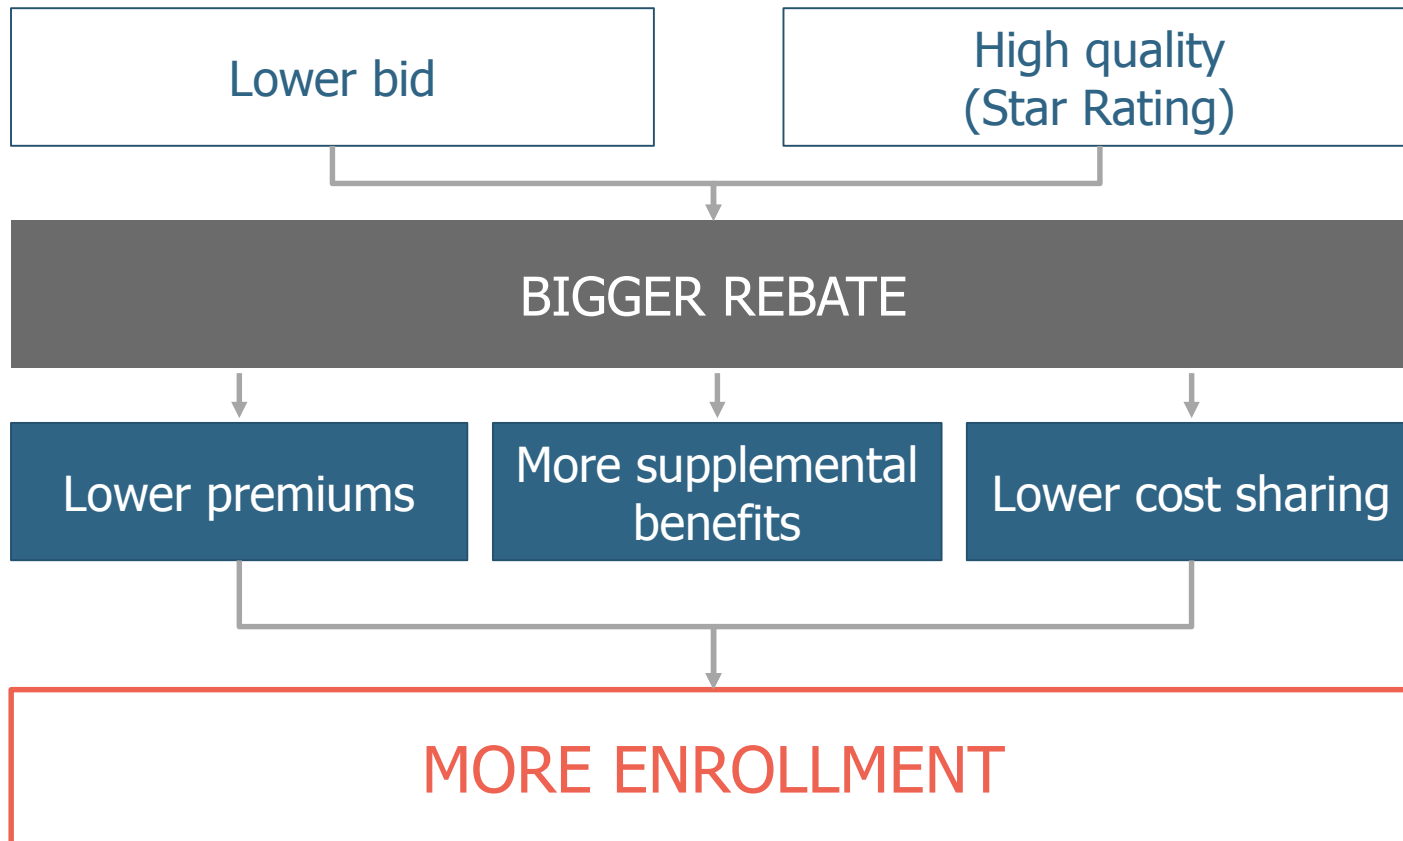 Lower bid
High quality
(Star Rating)
BIGGER REBATE
Lower premiums
More supplemental
benefits
Lower cost sharing
MORE ENROLLMENT